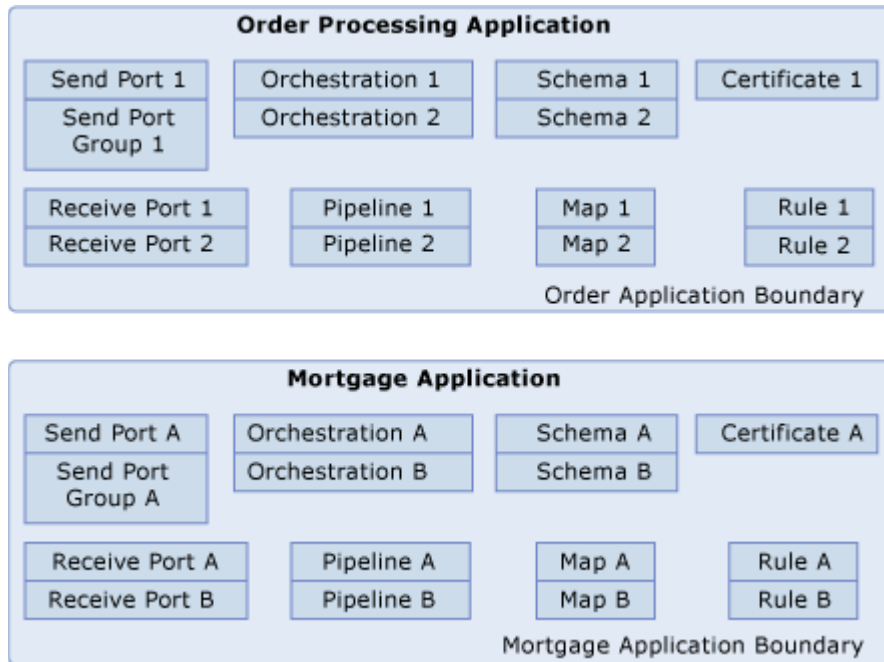 Order Processing Application
Send Port 1
Send Port
Group 1
Orchestration 1
Orchestration 2
Schema 1
Schema 2
Certificate 1
Receive Port 1
Receive Port 2
Pipeline 1
Pipeline 2
Map 1
Map 2
Rule 1
Rule 2
Order Application Boundary
Mortgage Application
Send Port A
Send Port
Group A
Orchestration A
Orchestration B
Schema A
Schema B
Certificate A
Receive Port A
Receive Port B
Pipeline A
Pipeline B
Map A
Map B
Rule A
Rule B
Mortgage Application Boundary